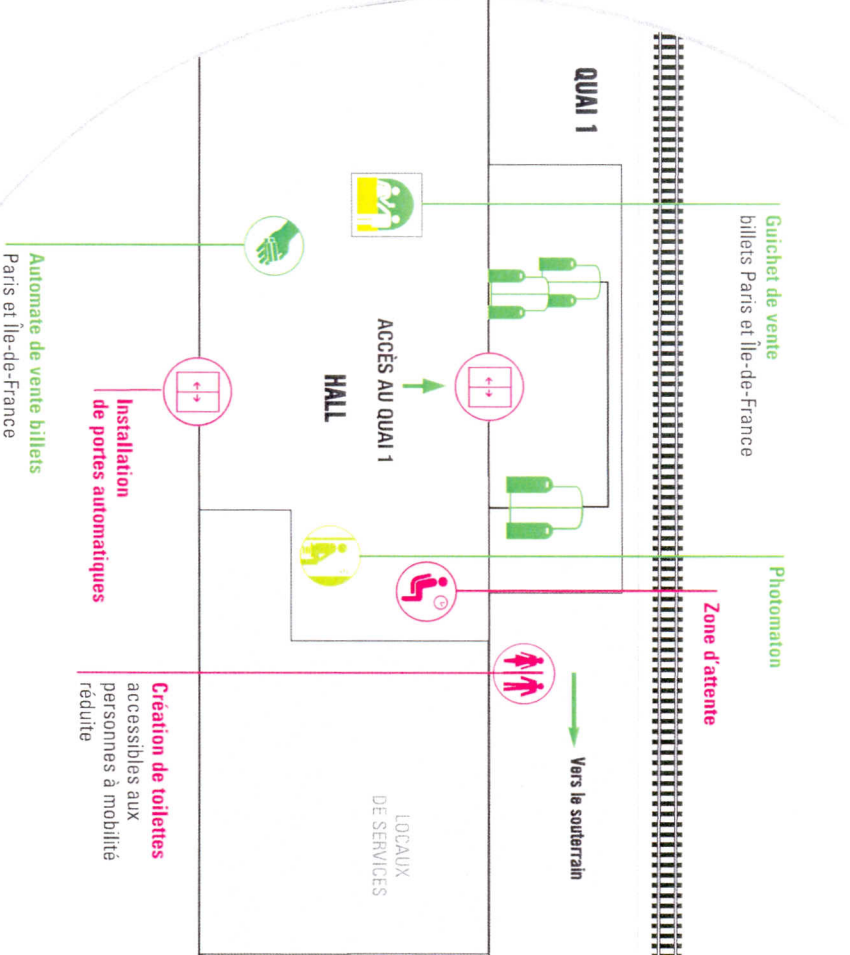 Guichet de vente
billets Paris et Île-de-France
Photomaton
Zone d'attente
QUAI 1
Vers le souterrain
ACCÈS AU QUAI 1
HALL
LOCAUX
DE SERVICES
Installation
de portes automatiques
Création de toilettes
accessibles aux
personnes à mobilité
réduite
Automate de vente billets
Paris et Île-de-France